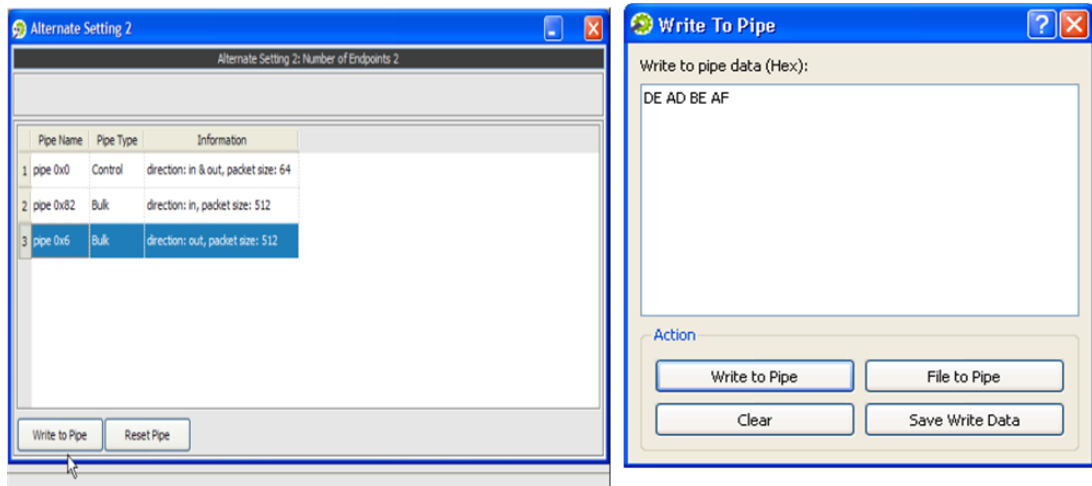 Alternate Setting 2
Alternate Setting 2: Number of Endpoints 2
Pipe Name Pipe Type Information
1 pipe 0x0 Control direction: in & out, packet size: 64
2 pipe 0x82 Bulk direction: in, packet size: 512
3 pipe 0x6 Bulk direction: out, packet size: 512
Write to Pipe Reset Pipe
Write To Pipe
Write to pipe data (Hex):
DE AD BE AF
Action
Write to Pipe File to Pipe
Clear Save Write Data